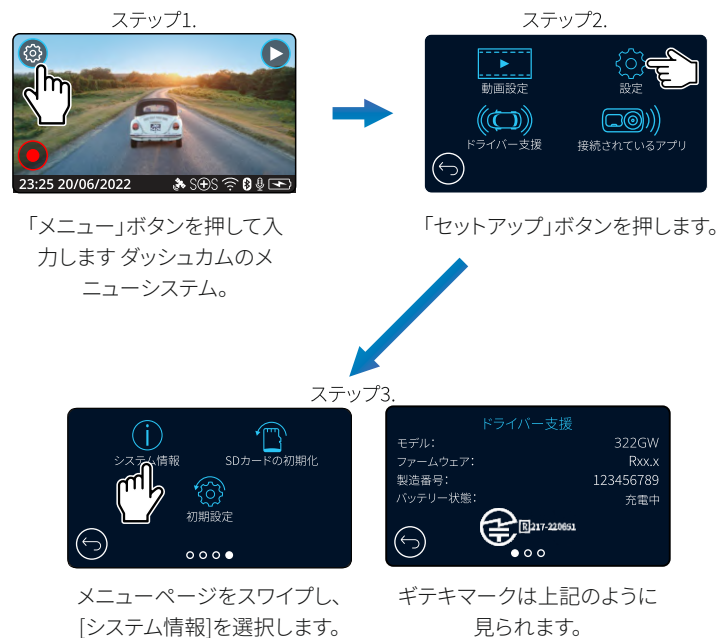 ステップ1.
23:25 20/06/2022
「メニュー」ボタンを押して入
力します ダッシュカムのメ
ニューシステム。
ステップ2.
動画設定
設定
ドライバー支援
接続されているアプリ
「セットアップ」ボタンを押します。
ステップ3.
システム情報
SDカードの初期化
初期設定
メニューページをスワイプし、
[システム情報]を選択します。
ドライバー支援
モデル： 322GW
ファームウェア： Rxx.x
製造番号： 123456789
バッテリー状態： 充電中
R 217-220651
ギテキマークは上記のように
見られます。